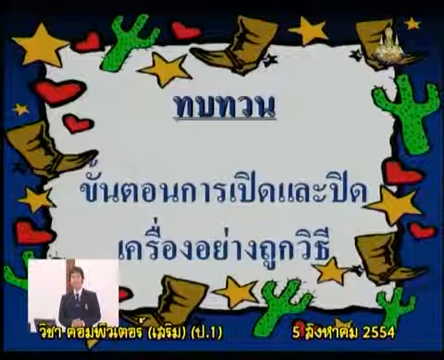 ทบทวน
ขั้นตอนการเปิดและปิด
เครื่องอย่างถูกวิธี
วิชา คอมพิวเตอร์ (เสริม) (ป.1) 5 สิงหาคม 2554